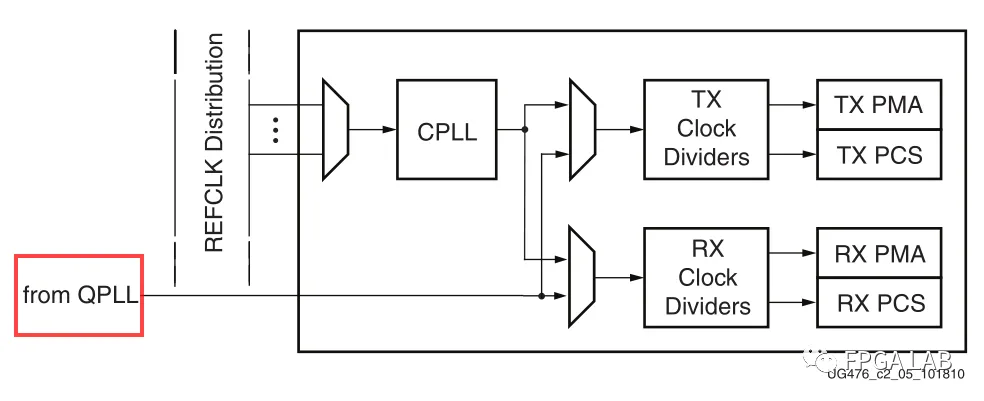 REFCLK Distribution
CPLL
TX
Clock
Dividers
TX PMA
TX PCS
from QPLL
RX
Clock
Dividers
RX PMA
RX PCS
FPGA LAB
UG476_c2_05_101810